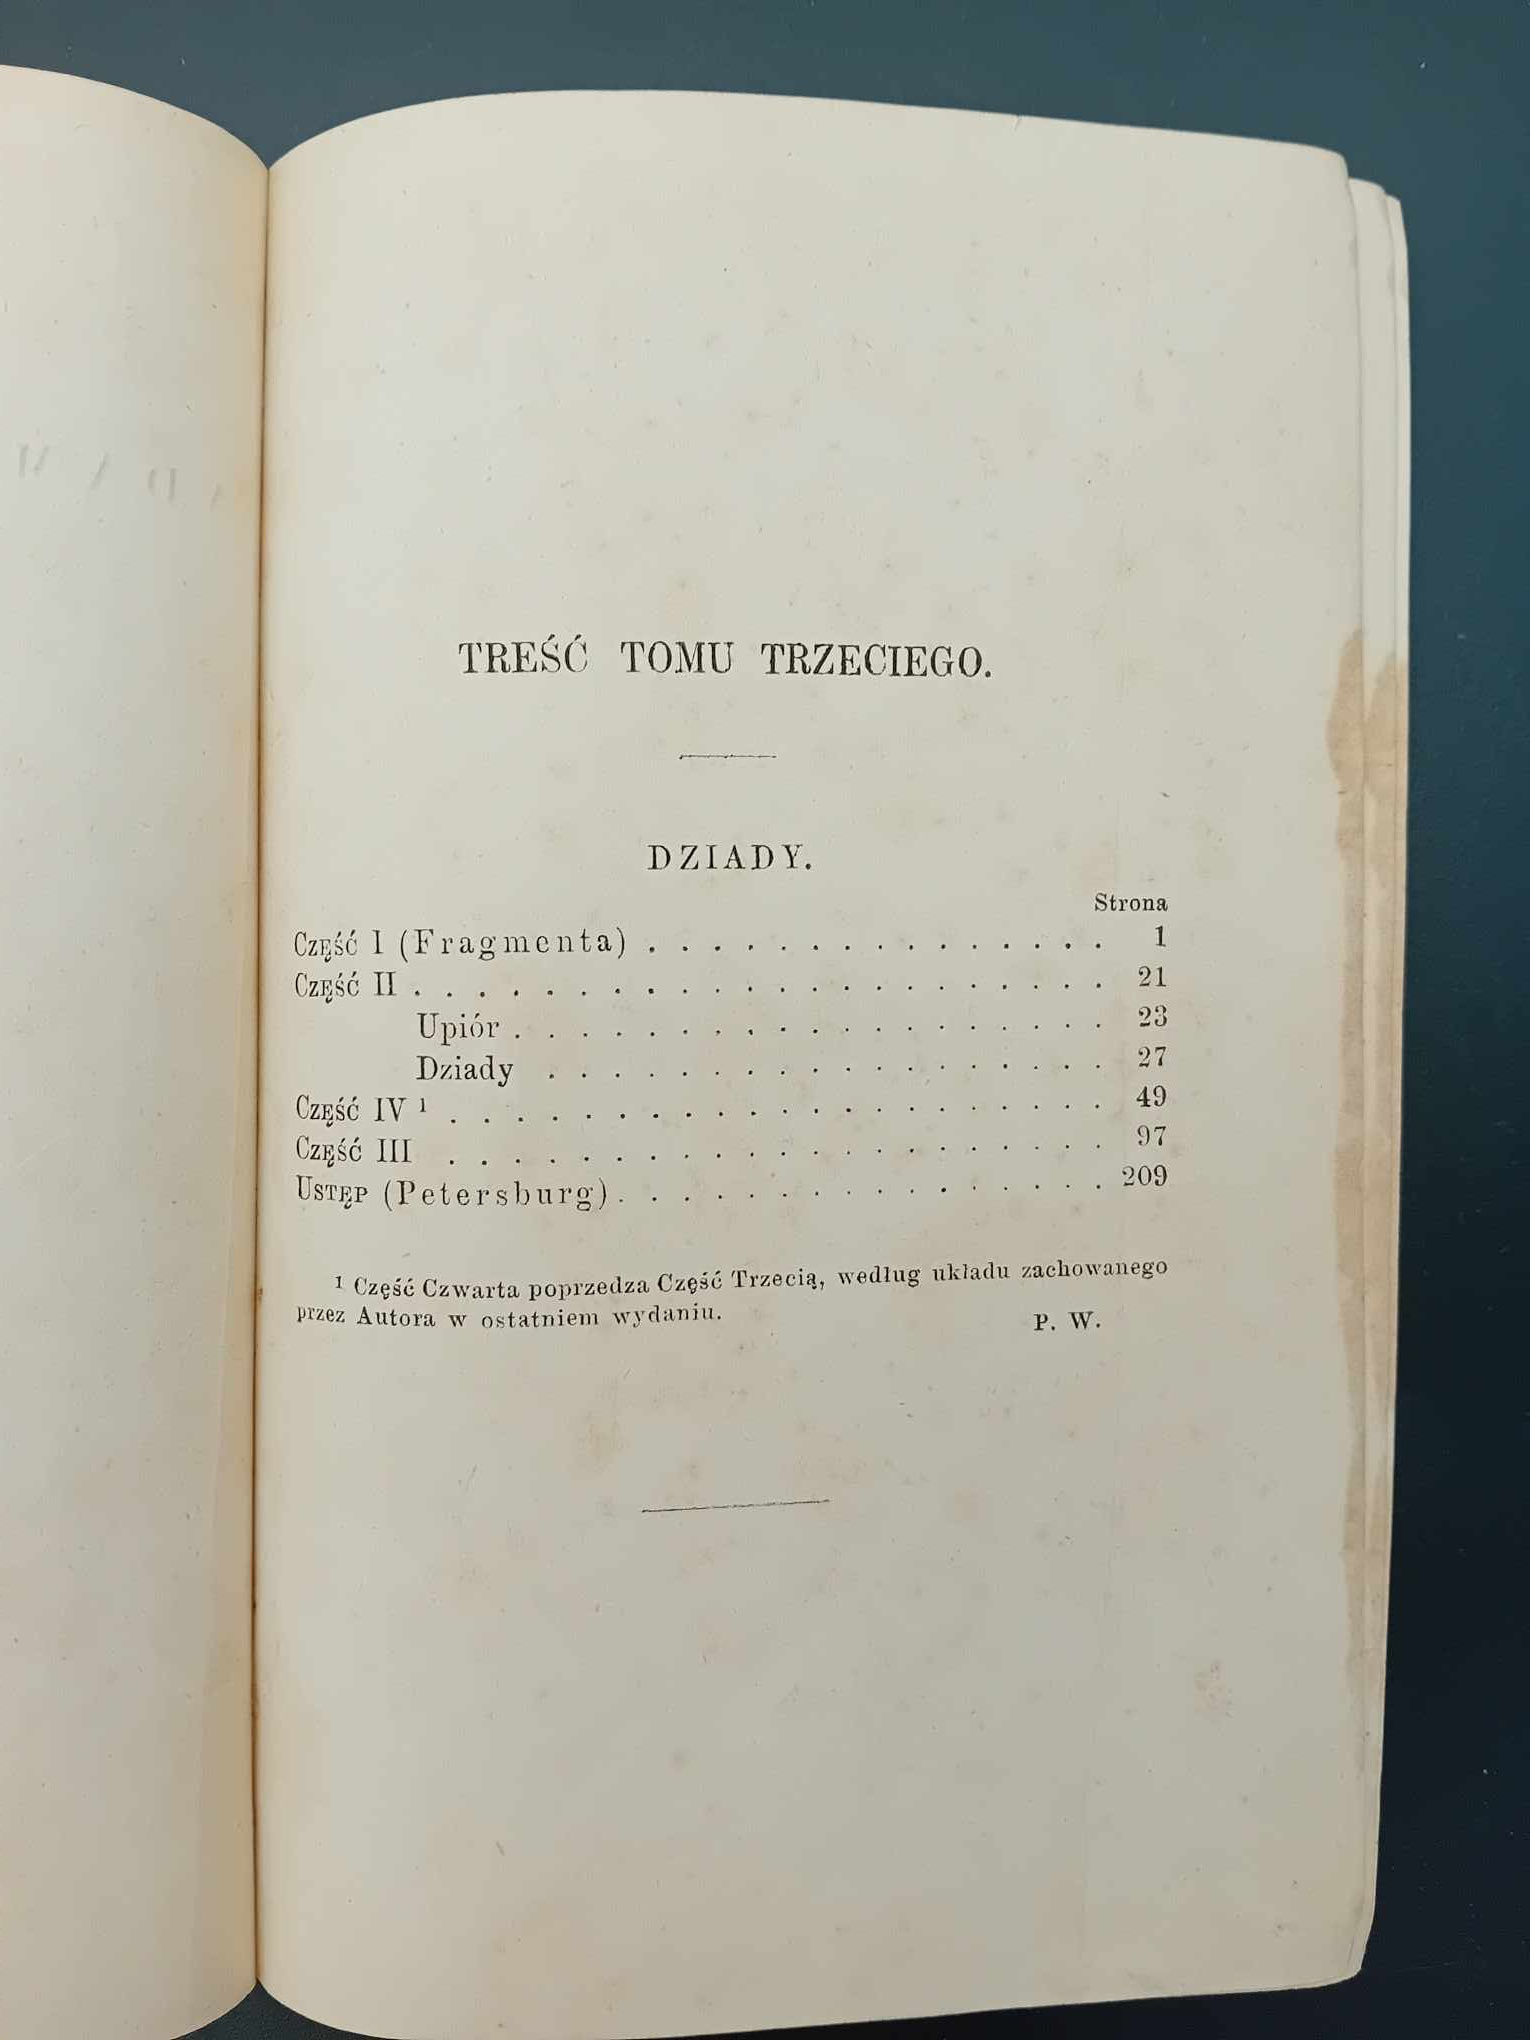 TREŚĆ TOMU TRZECIEGO.
DZIADY.
Strona
Część I (Fragmenta) . . . . . . . . . . . . . . . 1
Część II . . . . . . . . . . . . . . . . . . . . . . 21
Upiór . . . . . . . . . . . . . . . . . . . 23
Dziady . . . . . . . . . . . . . . . . . . 27
Część IV ¹ . . . . . . . . . . . . . . . . . . . . . 49
Część III . . . . . . . . . . . . . . . . . . . . . 97
Ustęp (Petersburg) . . . . . . . . . . . . . . . . 209
¹ Część Czwarta poprzedza Część Trzecią, według układu zachowanego
przez Autora w ostatniem wydaniu.
P. W.